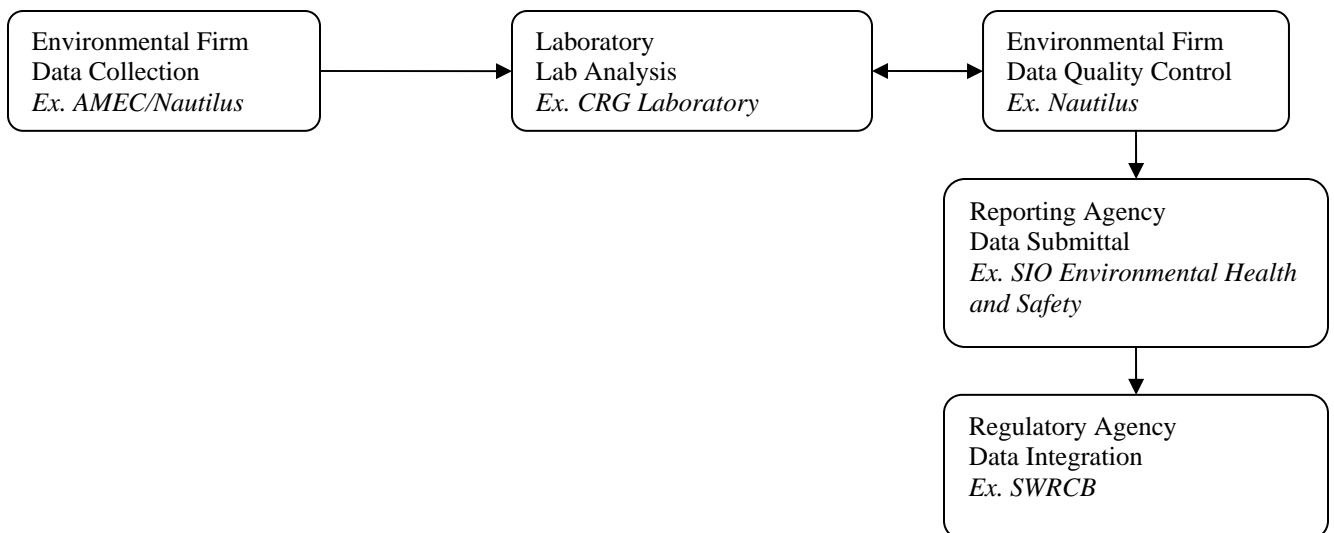 Environmental Firm
Data Collection
Ex. AMEC/Nautilus
Laboratory
Lab Analysis
Ex. CRG Laboratory
Environmental Firm
Data Quality Control
Ex. Nautilus
Reporting Agency
Data Submittal
Ex. SIO Environmental Health
and Safety
Regulatory Agency
Data Integration
Ex. SWRCB